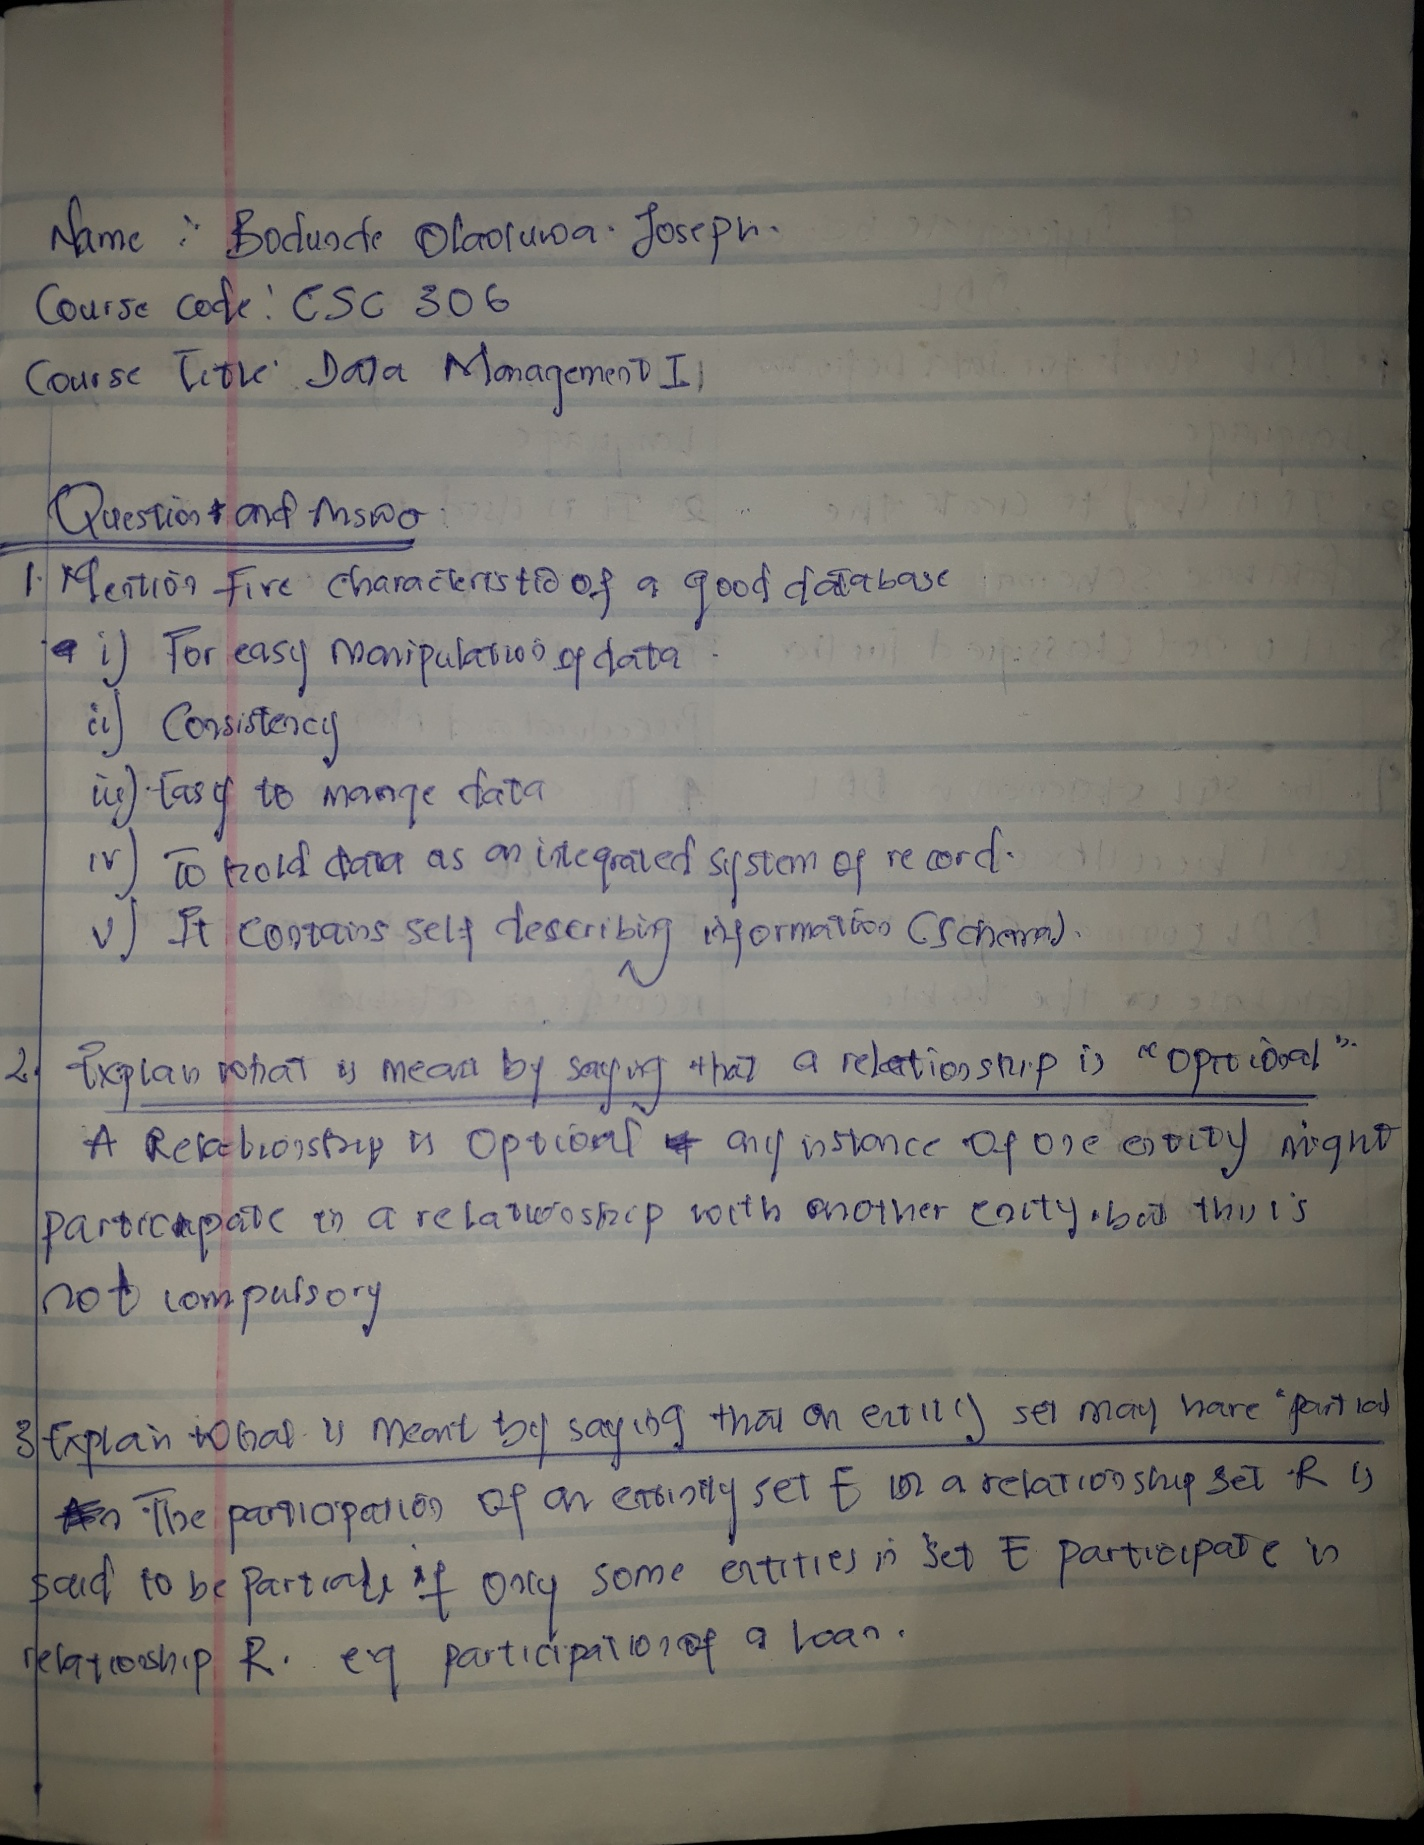 Name : Bodunde Olaoluwa. Joseph.
Course code: CSC 306
Course Title: Data Management I
Question and Answer
1. Mention Five characteristic of a good database
i) For easy manipulation of data.
ii) Consistency
iii) Easy to mange data
iv) To hold data as an integrated system of record.
v) It contains self describing information (Schema).
2. Explain what is meant by saying that a relationship is "optional".
A Relationship is Optional if any instance of one entity might
participate in a relationship with another entity, but this is
not compulsory
3 Explain what is meant by saying that an entity set may have "partial
The participation of an entity set E in a relationship set R is
said to be Partial if only some entities in set E participate in
relationship R. eg participation of a loan.